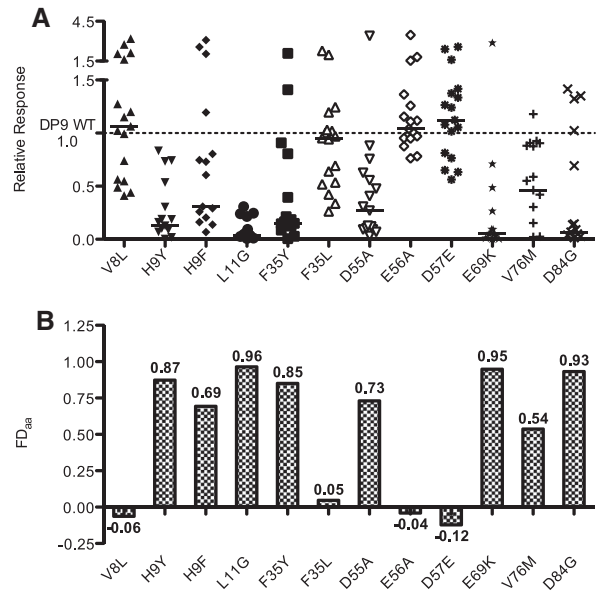 A
4.5
1.5
1.5
DP9 WT
1.0
0.5
0.0
Relative Response
V8L H9Y H9F L11G F35Y F35L D55A E56A D57E E69K V76M D84G
B
1.25
1.00
0.75
0.50
0.25
0.00
-0.25
FDaa
-0.06 0.87 0.69 0.96 0.85 0.05 0.73 -0.04 -0.12 0.95 0.54 0.93
V8L H9Y H9F L11G F35Y F35L D55A E56A D57E E69K V76M D84G